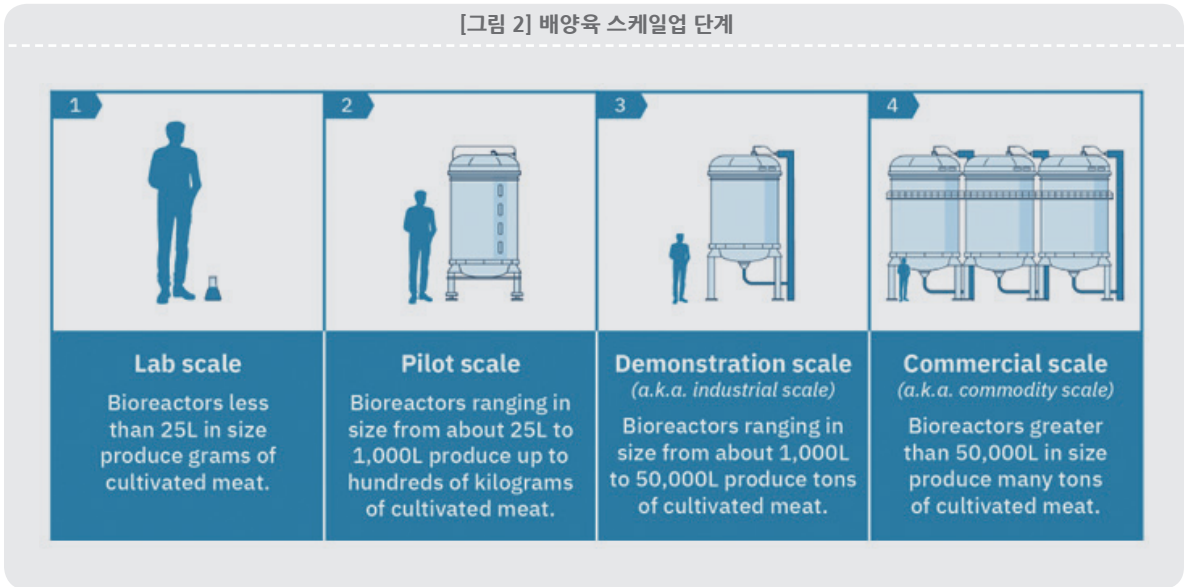 [그림 2] 배양육 스케일업 단계
1
Lab scale
Bioreactors less
than 25L in size
produce grams of
cultivated meat.
2
Pilot scale
Bioreactors ranging in
size from about 25L to
1,000L produce up to
hundreds of kilograms
of cultivated meat.
3
Demonstration scale
(a.k.a. industrial scale)
Bioreactors ranging in
size from about 1,000L
to 50,000L produce tons
of cultivated meat.
4
Commercial scale
(a.k.a. commodity scale)
Bioreactors greater
than 50,000L in size
produce many tons
of cultivated meat.